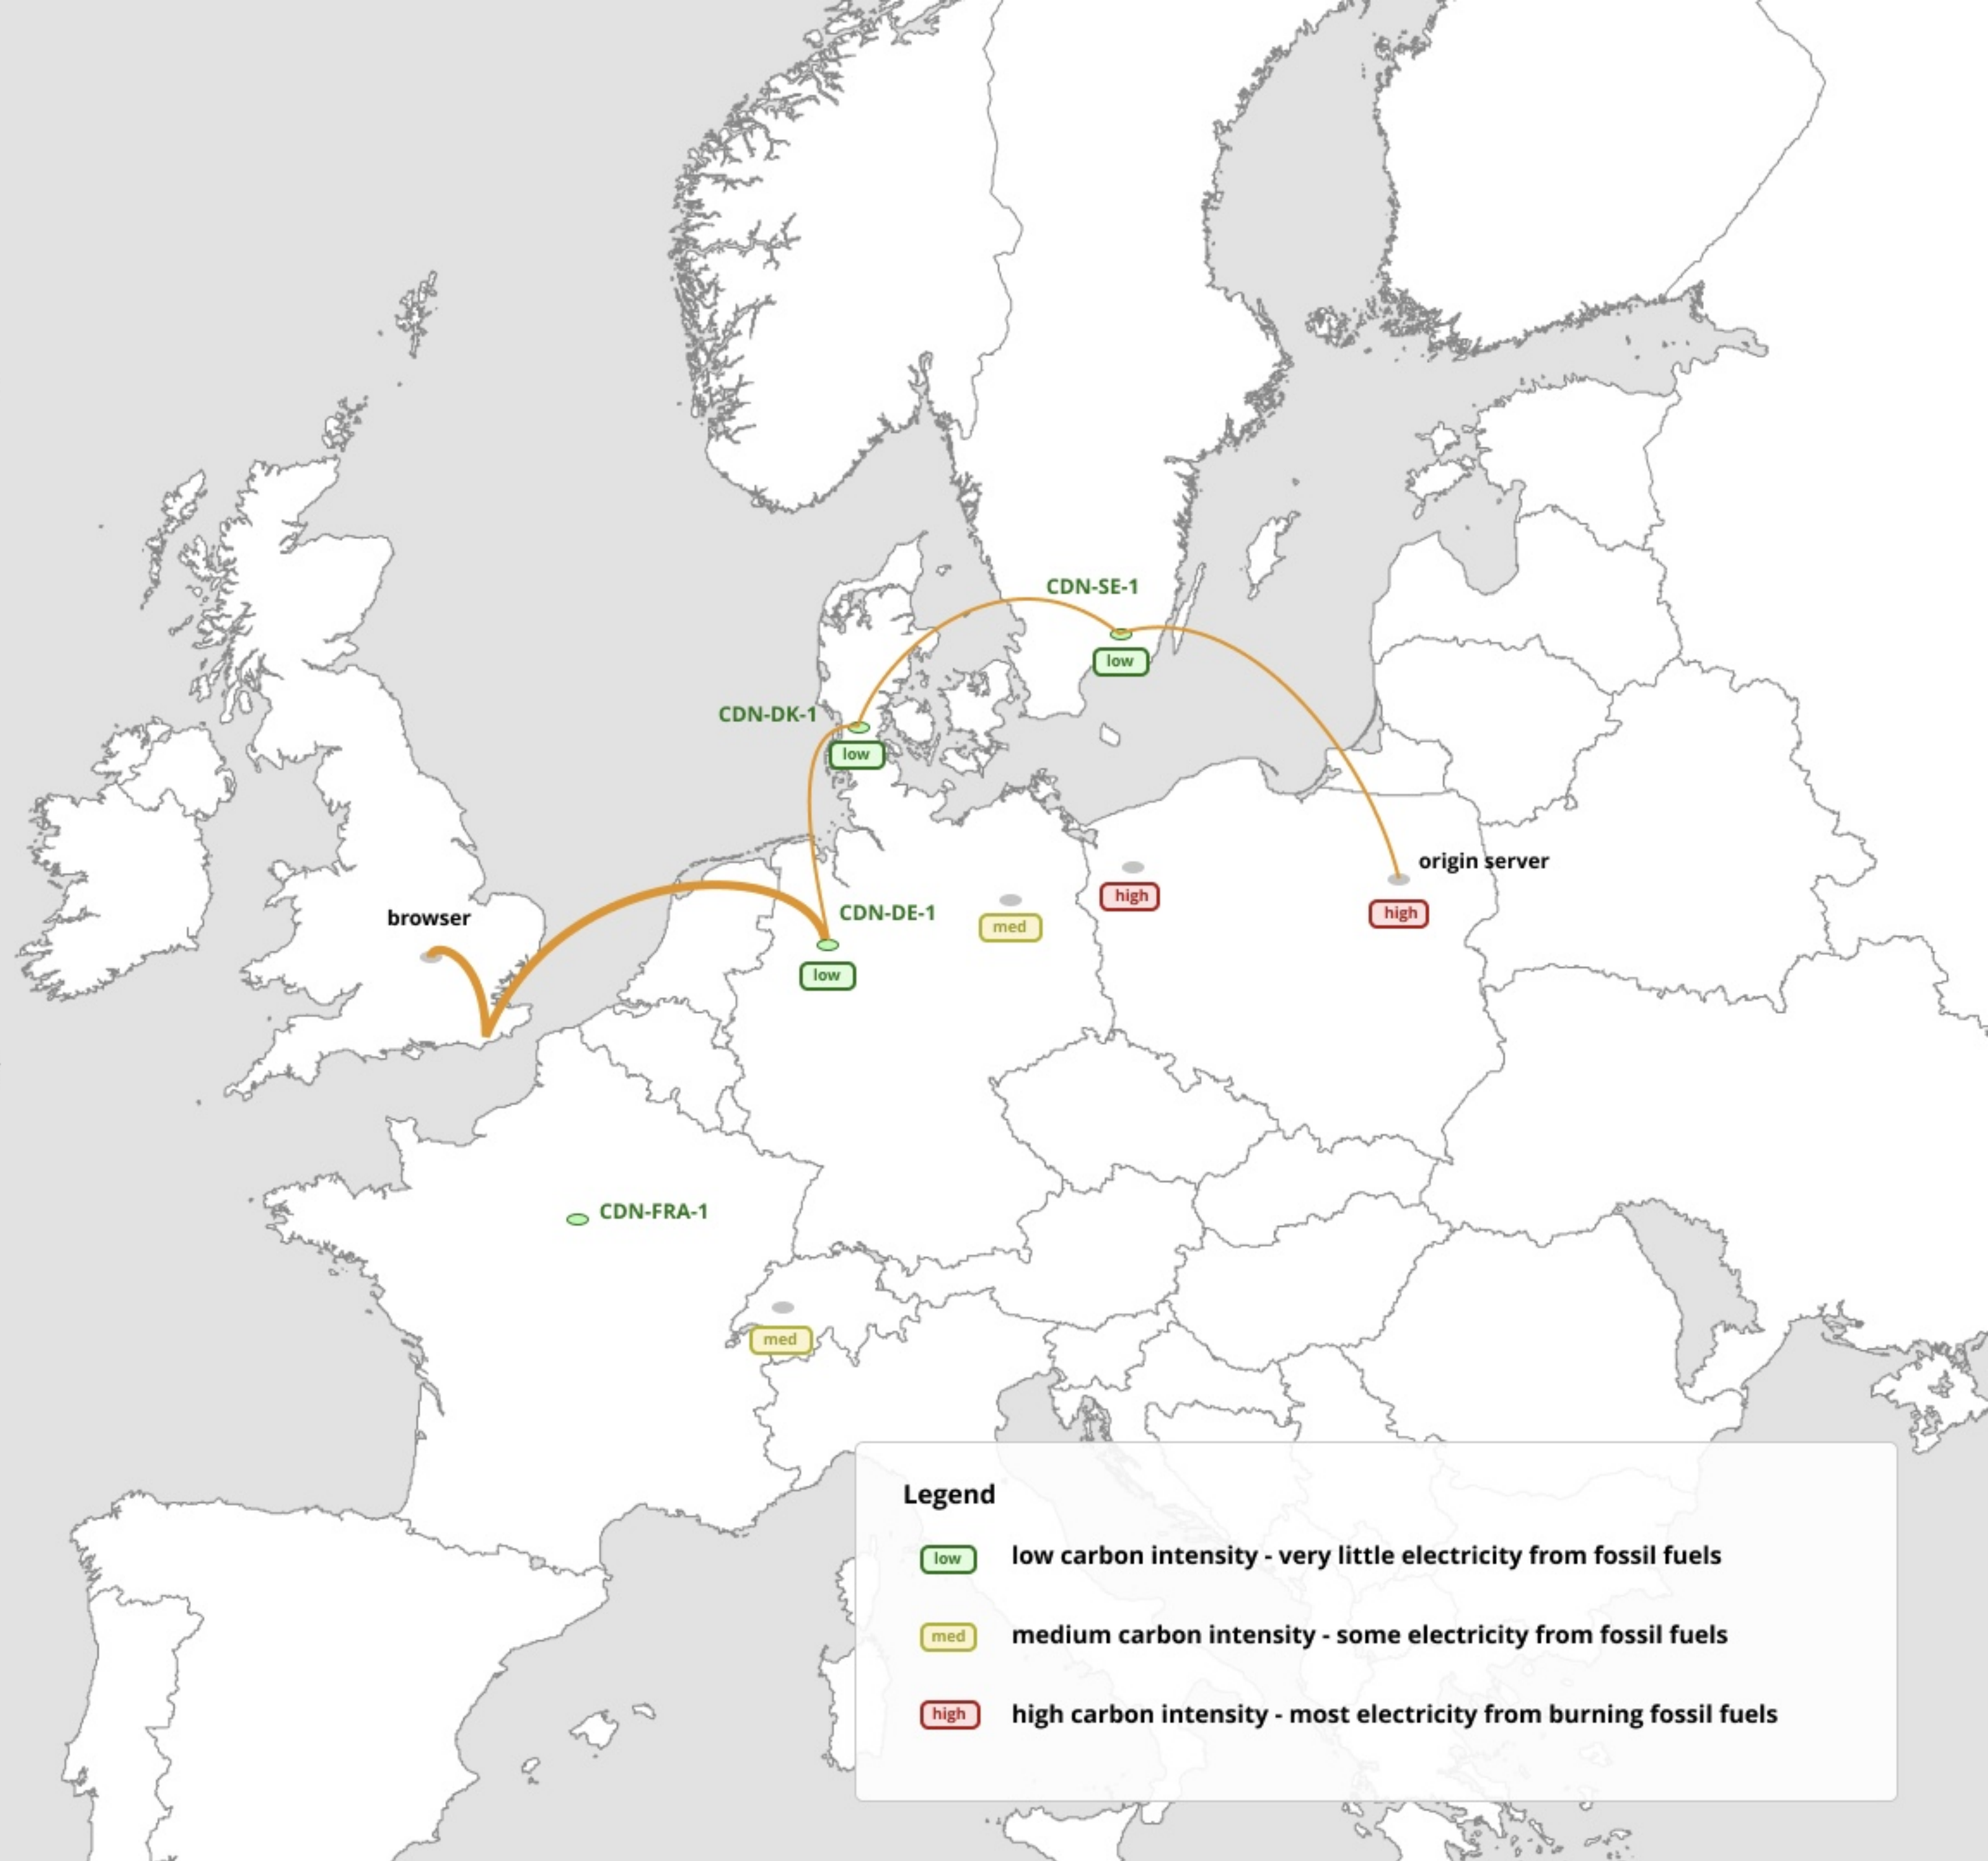 CDN-SE-1
low
CDN-DK-1
low
origin server
high
high
browser
CDN-DE-1
med
low
CDN-FRA-1
med
Legend
low low carbon intensity - very little electricity from fossil fuels
med medium carbon intensity - some electricity from fossil fuels
high high carbon intensity - most electricity from burning fossil fuels